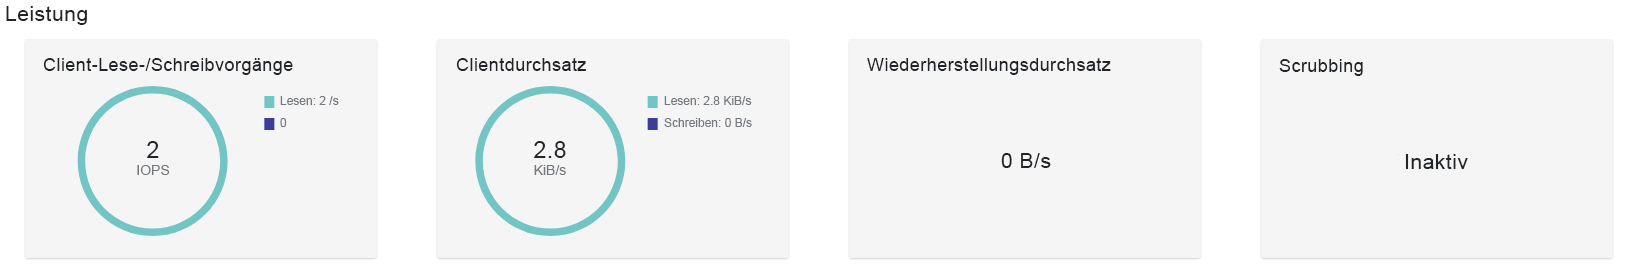 Leistung
Client-Lese-/Schreibvorgänge
Lesen: 2 /s
0
2
IOPS
Clientdurchsatz
Lesen: 2.8 KiB/s
Schreiben: 0 B/s
2.8
KiB/s
Wiederherstellungsdurchsatz
0 B/s
Scrubbing
Inaktiv